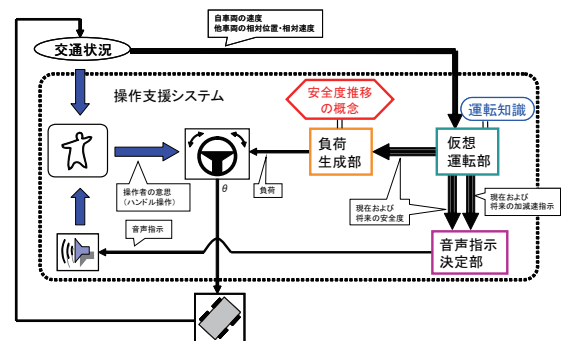 自車両の速度
他車両の相対位置・相対速度
交通状況
操作支援システム
安全度推移
の概念
運転知識
負荷
生成部
仮想
運転部
θ
負荷
操作者の意思
(ハンドル操作)
現在および
将来の安全度
現在および
将来の加減速指示
音声指示
音声指示
決定部